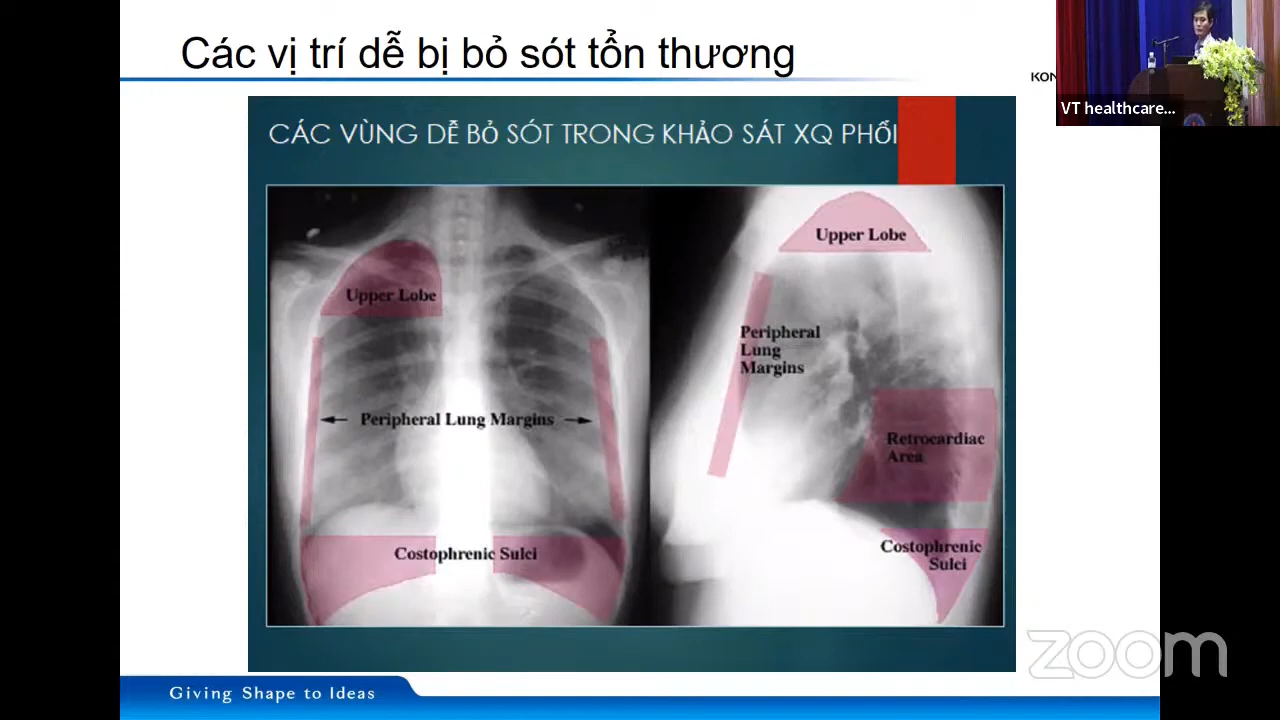 Các vị trí dễ bị bỏ sót tổn thương
KON
VT healthcare...
CÁC VÙNG DỄ BỎ SÓT TRONG KHẢO SÁT XQ PHỔI
Upper Lobe
Upper Lobe
Peripheral
Lung
Margins
Peripheral Lung Margins
Retrocardiac
Area
Costophrenic Sulci
Costophrenic
Sulci
zoom
Giving Shape to Ideas